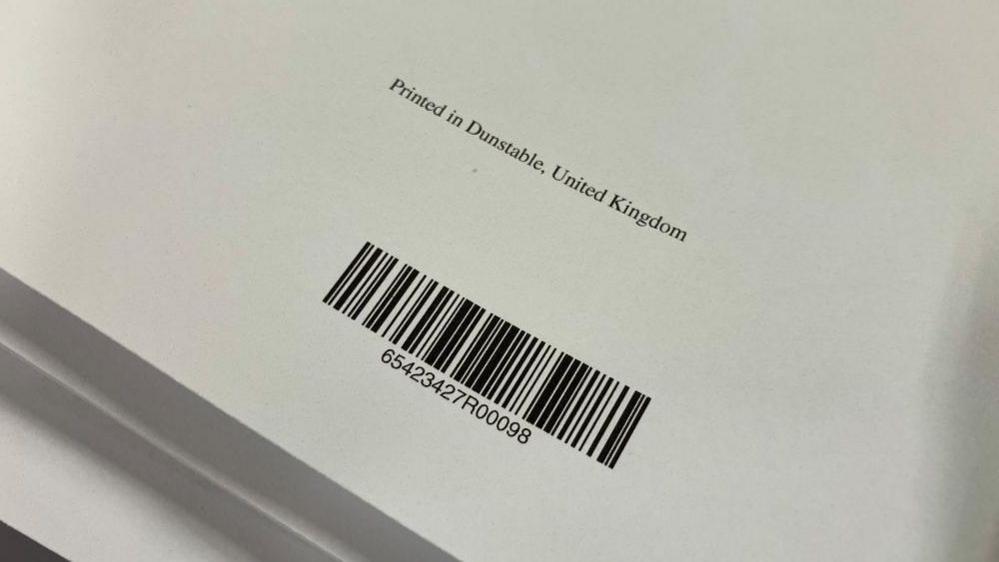 Printed in Dunstable, United Kingdom
65423427R00098